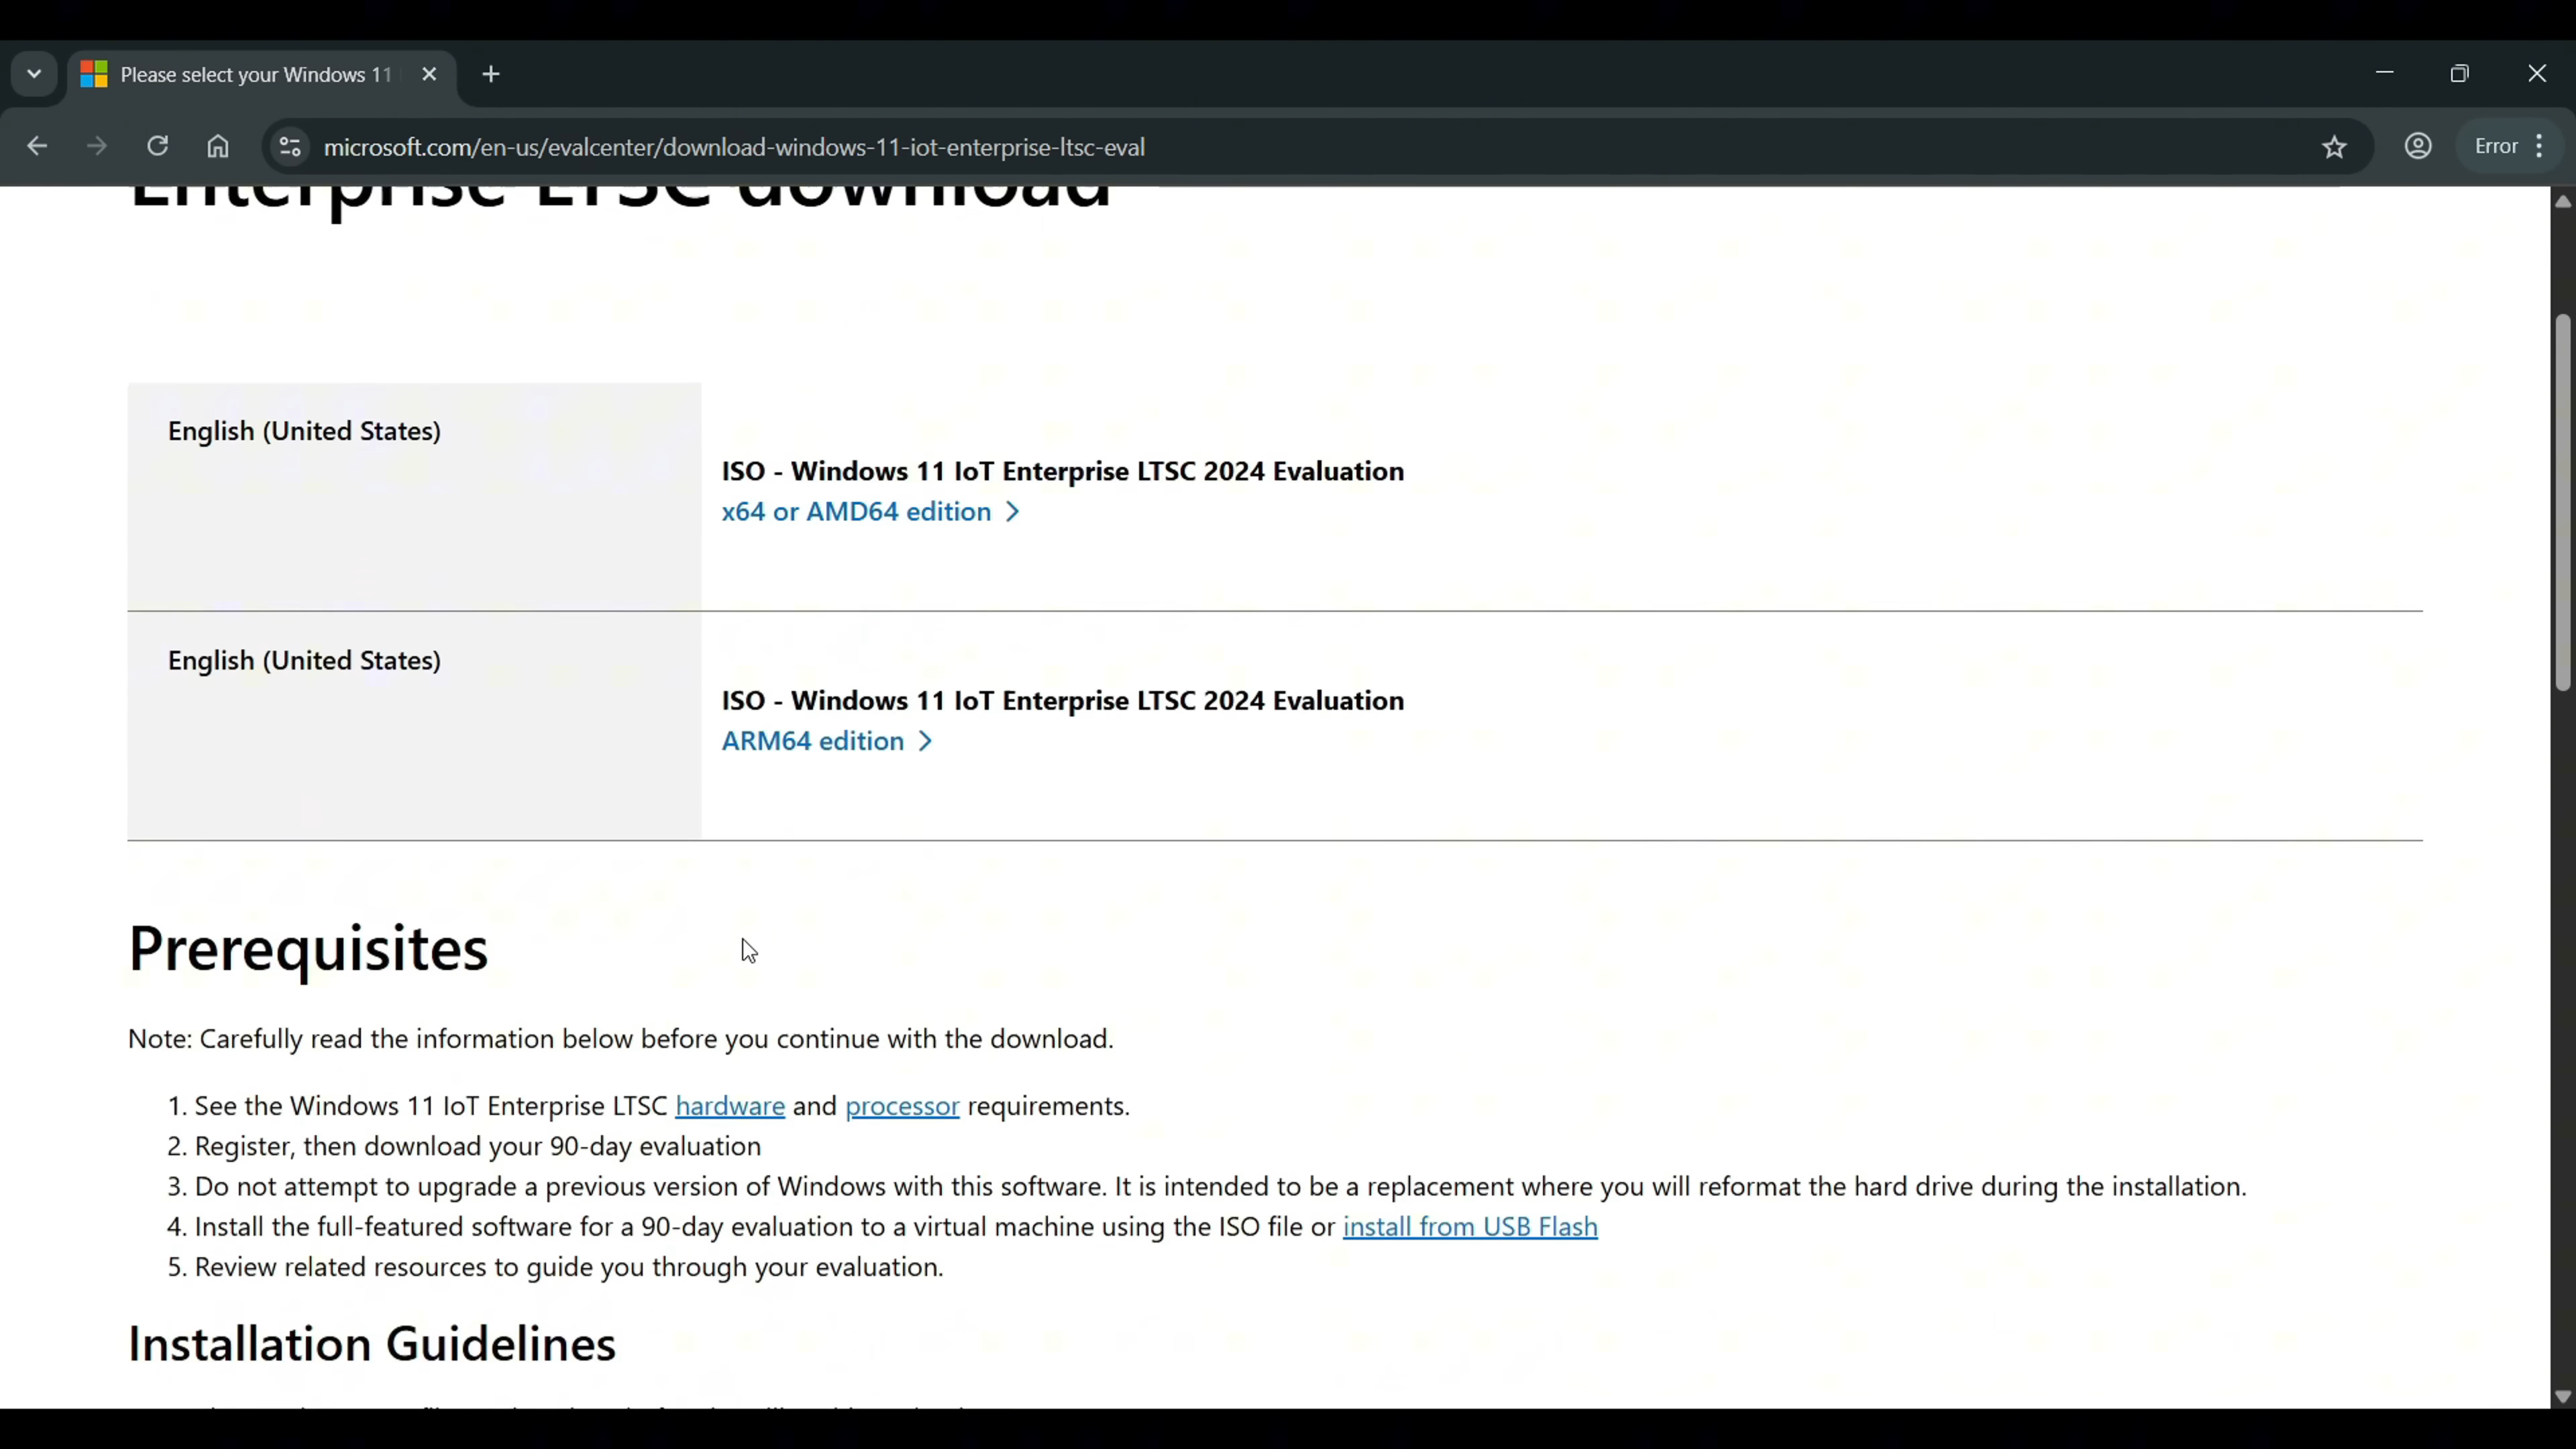 Please select your Windows 11
microsoft.com/en-us/evalcenter/download-windows-11-iot-enterprise-ltsc-eval
Error
Enterprise LTSC download
English (United States)
ISO - Windows 11 IoT Enterprise LTSC 2024 Evaluation
x64 or AMD64 edition >
English (United States)
ISO - Windows 11 IoT Enterprise LTSC 2024 Evaluation
ARM64 edition >
Prerequisites
Note: Carefully read the information below before you continue with the download.
1. See the Windows 11 IoT Enterprise LTSC hardware and processor requirements.
2. Register, then download your 90-day evaluation
3. Do not attempt to upgrade a previous version of Windows with this software. It is intended to be a replacement where you will reformat the hard drive during the installation.
4. Install the full-featured software for a 90-day evaluation to a virtual machine using the ISO file or install from USB Flash
5. Review related resources to guide you through your evaluation.
Installation Guidelines